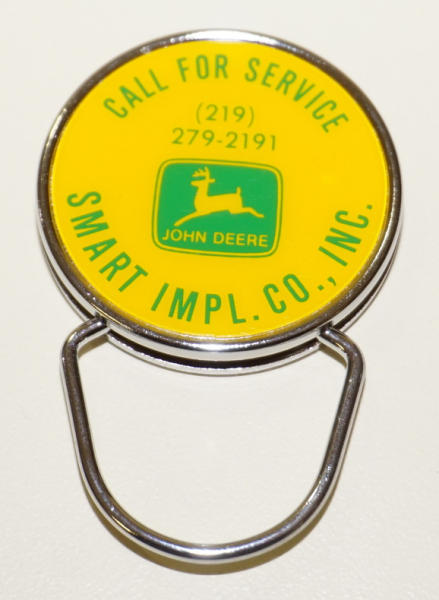 CALL FOR SERVICE
(219)
279-2191
JOHN DEERE
SMART IMPL. CO., INC.